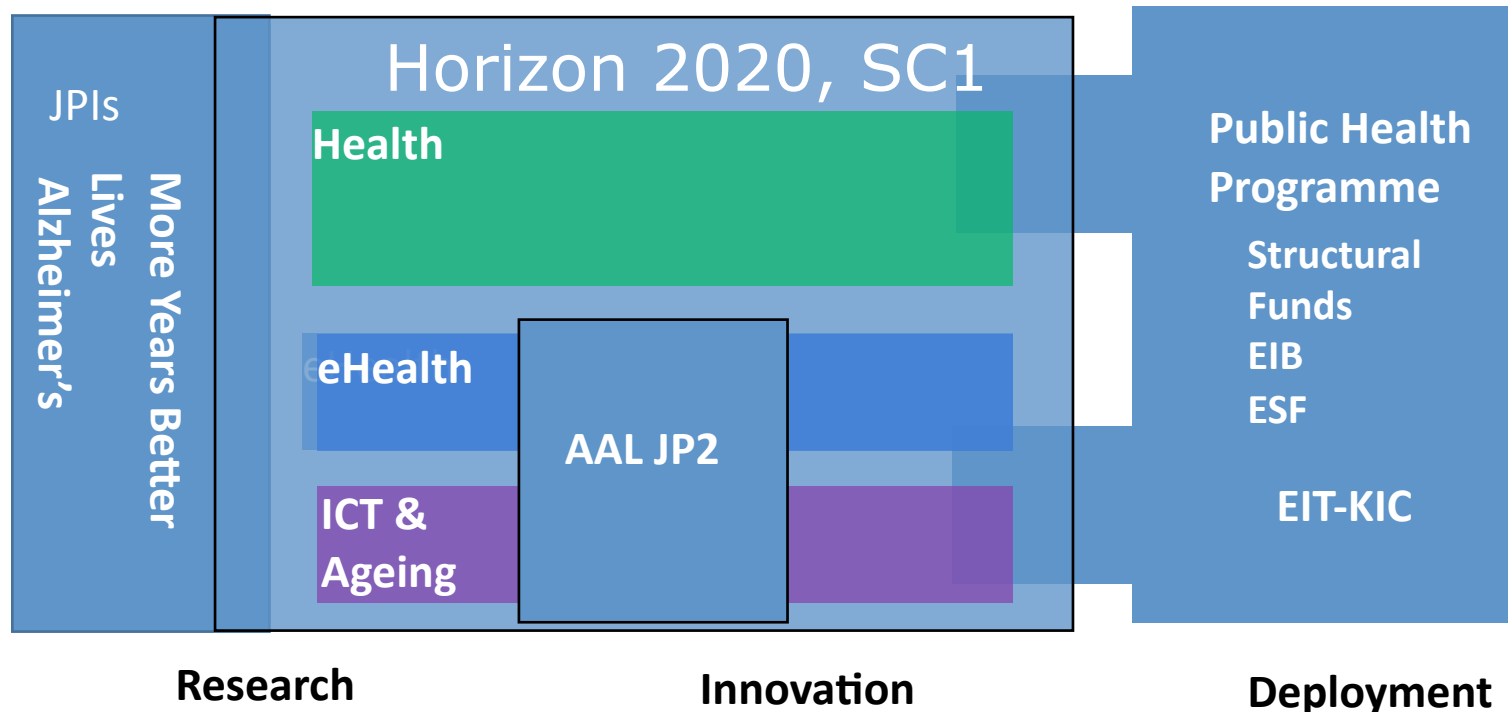 Horizon 2020, SC1
JPIs
More Years Better
Lives
Alzheimer’s
Health
eHealth
AAL JP2
ICT &
Ageing
Public Health
Programme
Structural
Funds
EIB
ESF
EIT-KIC
Research
Innovation
Deployment